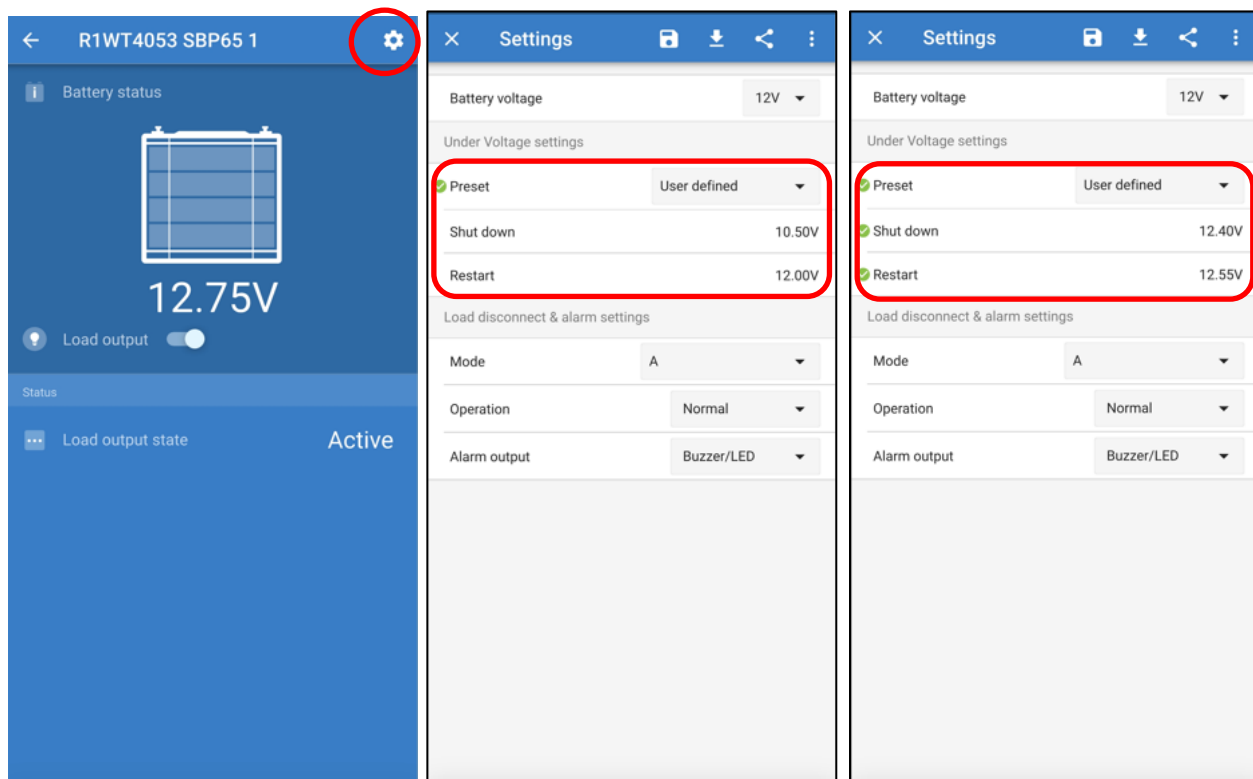 R1WT4053 SBP65 1
Battery status
12.75V
Load output
Status
Load output state Active
Settings
Battery voltage 12V
Under Voltage settings
Preset User defined
Shut down 10.50V
Restart 12.00V
Load disconnect & alarm settings
Mode A
Operation Normal
Alarm output Buzzer/LED
Settings
Battery voltage 12V
Under Voltage settings
Preset User defined
Shut down 12.40V
Restart 12.55V
Load disconnect & alarm settings
Mode A
Operation Normal
Alarm output Buzzer/LED